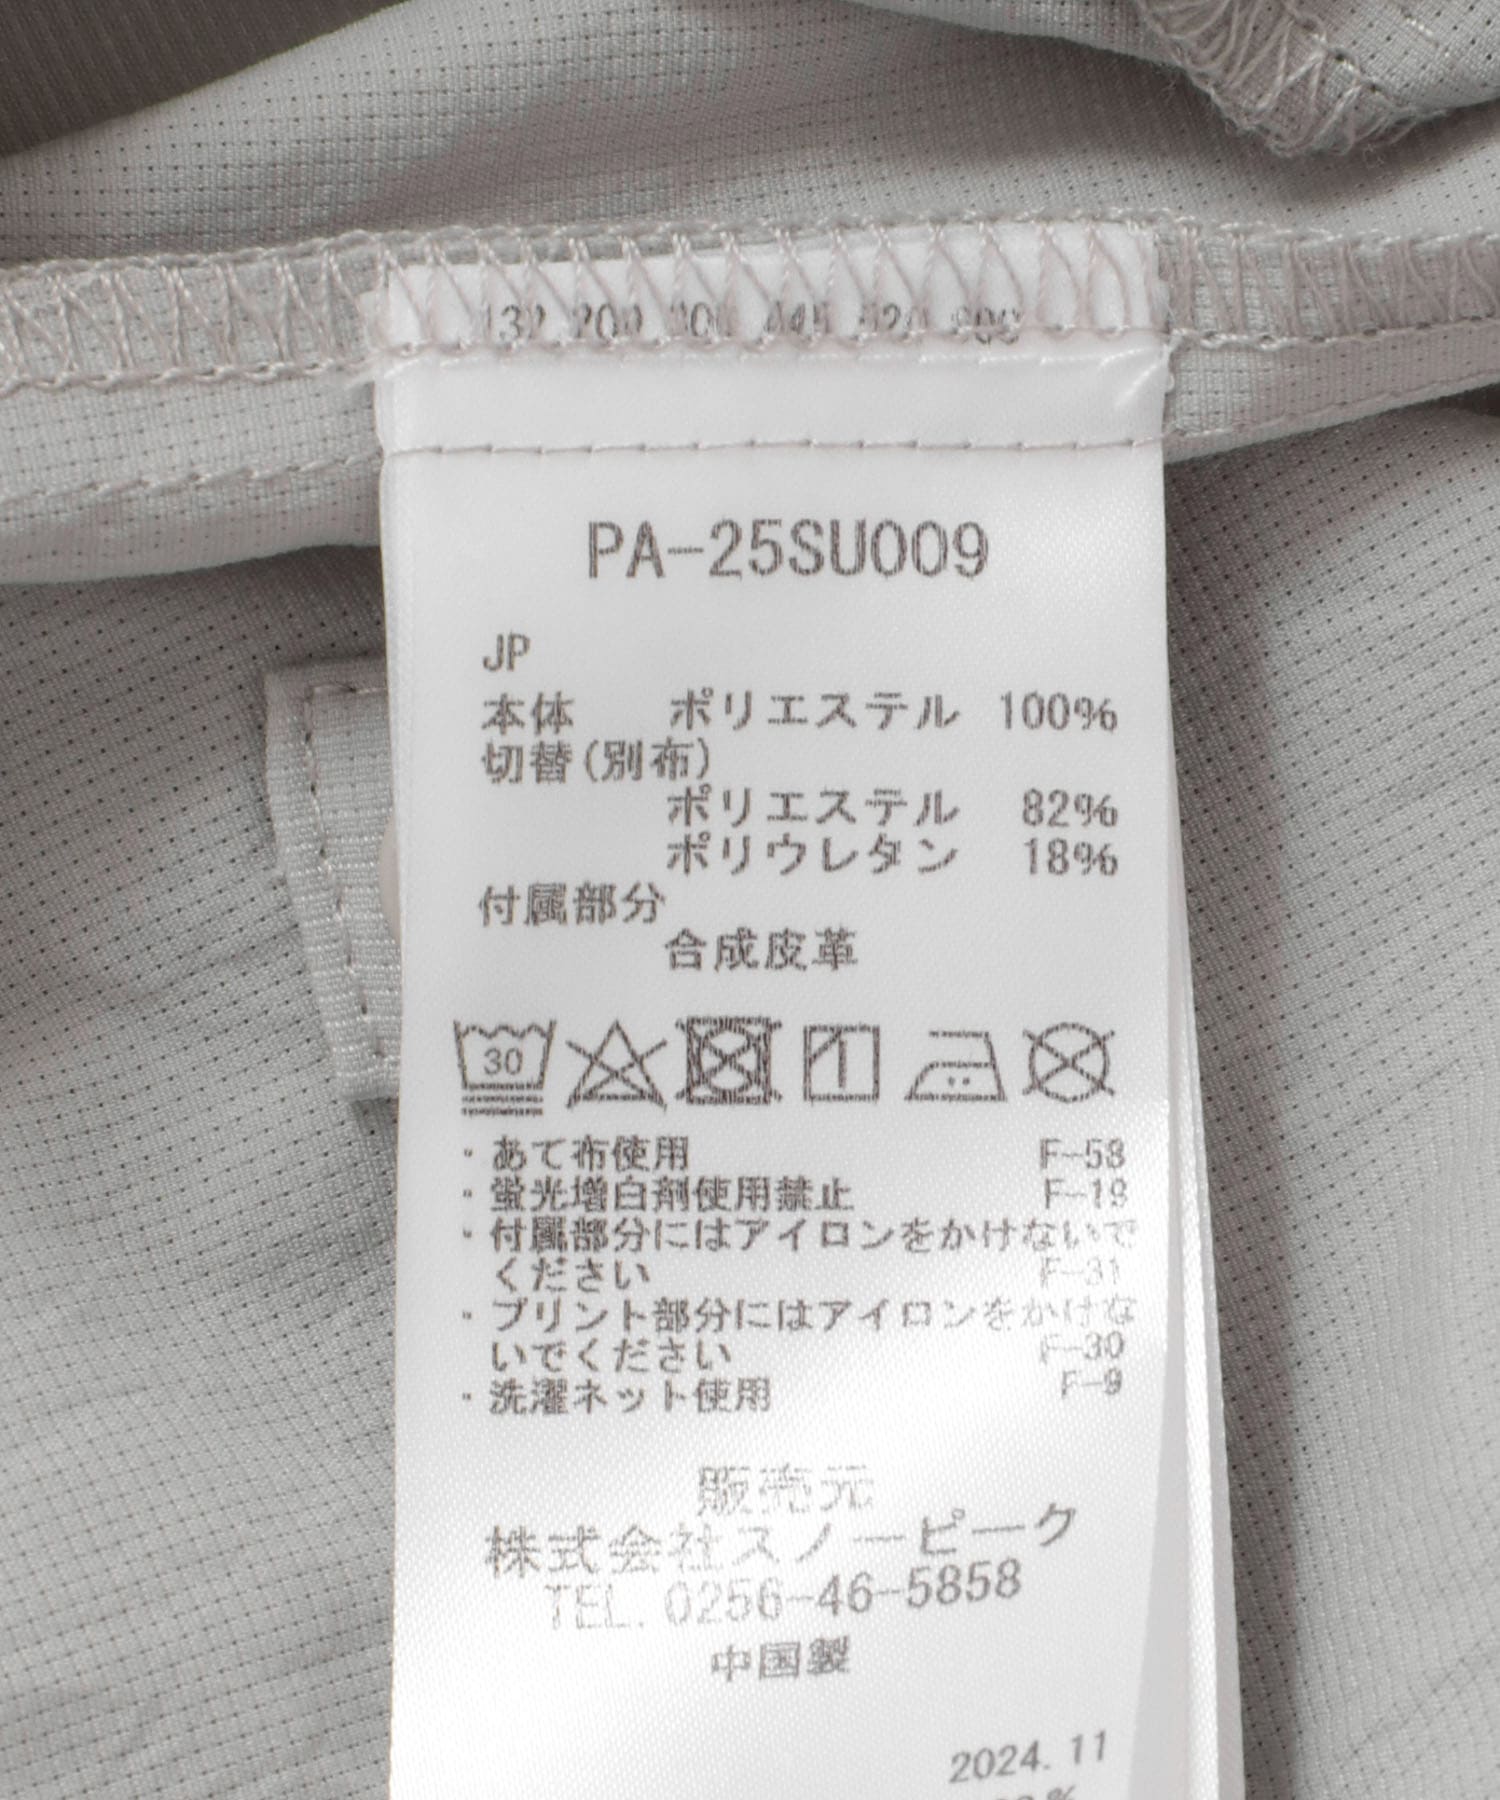 PA-25SU009
JP
本体 ポリエステル 100%
切替(別布)
ポリエステル 82%
ポリウレタン 18%
付属部分
合成皮革
30
・あて布使用 F-58
・蛍光増白剤使用禁止 F-19
・付属部分にはアイロンをかけないで
ください F-31
・プリント部分にはアイロンをかけな
いでください F-30
・洗濯ネット使用 F-9
販売元
株式会社スノーピーク
TEL. 0256-46-5858
中国製
2024.11